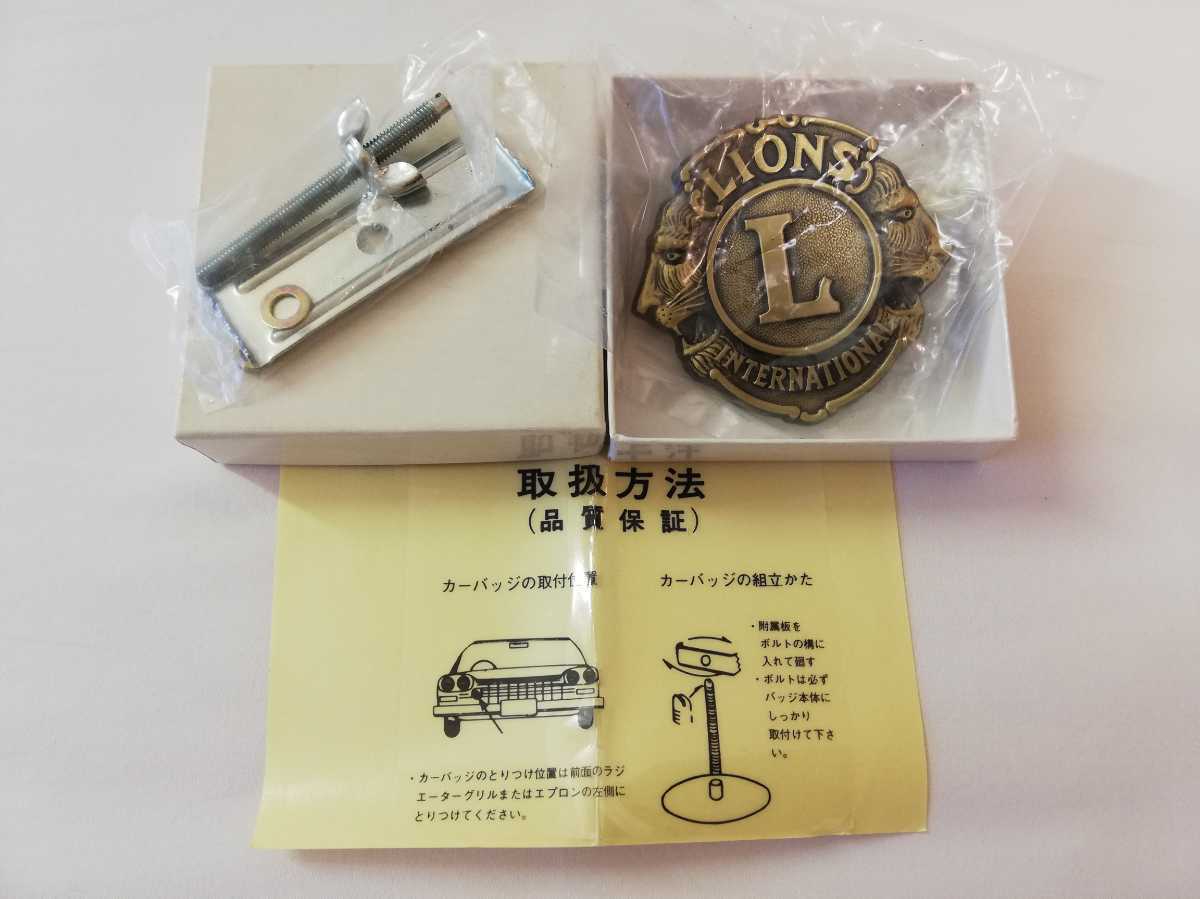 LIONS
L
INTERNATIONAL
取扱方法
(品質保証)
カーバッジの取付位置
・カーバッジのとりつけ位置は前面のラジ
エーターグリルまたはエプロンの左側に
とりつけてください。
カーバッジの組立かた
・附属板を
ボルトの構に
入れて廻す
・ボルトは必ず
バッジ本体に
しっかり
取付けて下さ
い。